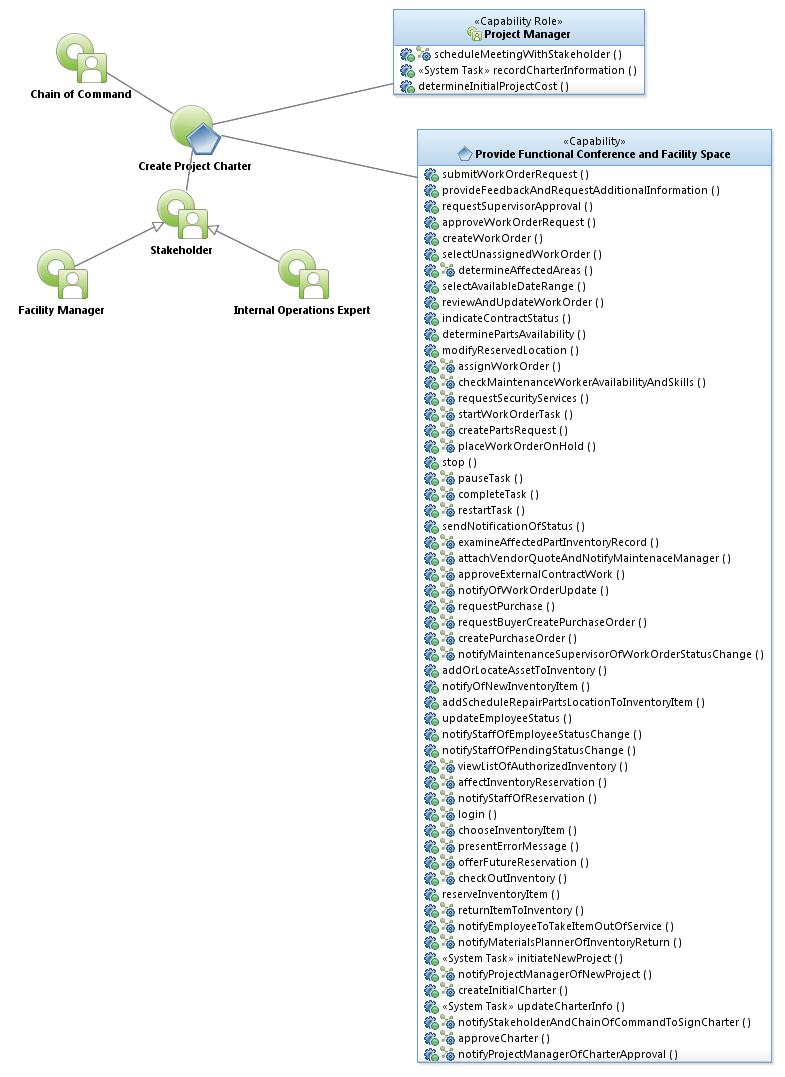 «Capability Role»
Project Manager
scheduleMeetingWithStakeholder ( )
«System Task» recordCharterInformation ( )
determineInitialProjectCost ( )
Chain of Command
Create Project Charter
Stakeholder
Facility Manager
Internal Operations Expert
«Capability»
Provide Functional Conference and Facility Space
submitWorkOrderRequest ( )
provideFeedbackAndRequestAdditionalInformation ( )
requestSupervisorApproval ( )
approveWorkOrderRequest ( )
createWorkOrder ( )
selectUnassignedWorkOrder ( )
determineAffectedAreas ( )
selectAvailableDateRange ( )
reviewAndUpdateWorkOrder ( )
indicateContractStatus ( )
determinePartsAvailability ( )
modifyReservedLocation ( )
assignWorkOrder ( )
checkMaintenanceWorkerAvailabilityAndSkills ( )
requestSecurityServices ( )
startWorkOrderTask ( )
createPartsRequest ( )
placeWorkOrderOnHold ( )
stop ( )
pauseTask ( )
completeTask ( )
restartTask ( )
sendNotificationOfStatus ( )
examineAffectedPartInventoryRecord ( )
attachVendorQuoteAndNotifyMaintenaceManager ( )
approveExternalContractWork ( )
notifyOfWorkOrderUpdate ( )
requestPurchase ( )
requestBuyerCreatePurchaseOrder ( )
createPurchaseOrder ( )
notifyMaintenanceSupervisorOfWorkOrderStatusChange ( )
addOrLocateAssetToInventory ( )
notifyOfNewInventoryItem ( )
addScheduleRepairPartsLocationToInventoryItem ( )
updateEmployeeStatus ( )
notifyStaffOfEmployeeStatusChange ( )
notifyStaffOfPendingStatusChange ( )
viewListOfAuthorizedInventory ( )
affectInventoryReservation ( )
notifyStaffOfReservation ( )
login ( )
chooseInventoryItem ( )
presentErrorMessage ( )
offerFutureReservation ( )
checkOutInventory ( )
reserveInventoryItem ( )
returnItemToInventory ( )
notifyEmployeeToTakeItemOutOfService ( )
notifyMaterialsPlannerOfInventoryReturn ( )
«System Task» initiateNewProject ( )
notifyProjectManagerOfNewProject ( )
createInitialCharter ( )
«System Task» updateCharterInfo ( )
notifyStakeholderAndChainOfCommandToSignCharter ( )
approveCharter ( )
notifyProjectManagerOfCharterApproval ( )